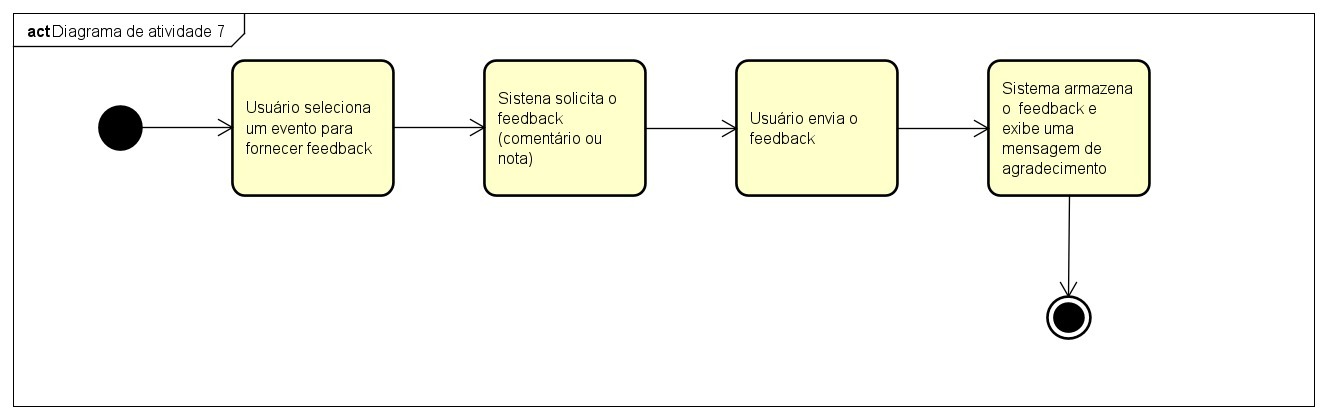 act Diagrama de atividade 7
Usuário seleciona
um evento para
fornecer feedback
Sistena solicita o
feedback
(comentário ou
nota)
Usuário envia o
feedback
Sistema armazena
o feedback e
exibe uma
mensagem de
agradecimento